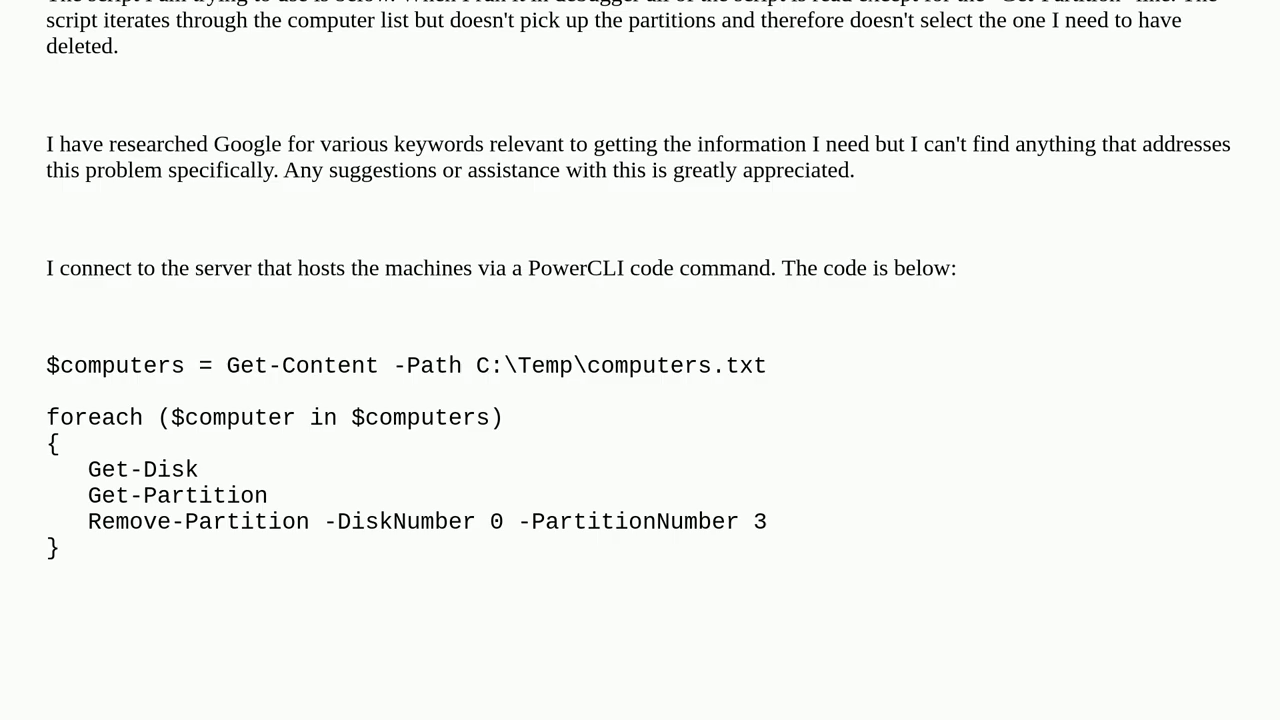 script iterates through the computer list but doesn't pick up the partitions and therefore doesn't select the one I need to have
deleted.
I have researched Google for various keywords relevant to getting the information I need but I can't find anything that addresses
this problem specifically. Any suggestions or assistance with this is greatly appreciated.
I connect to the server that hosts the machines via a PowerCLI code command. The code is below:
$computers = Get-Content -Path C:\Temp\computers.txt
foreach ($computer in $computers)
{
   Get-Disk
   Get-Partition
   Remove-Partition -DiskNumber 0 -PartitionNumber 3
}